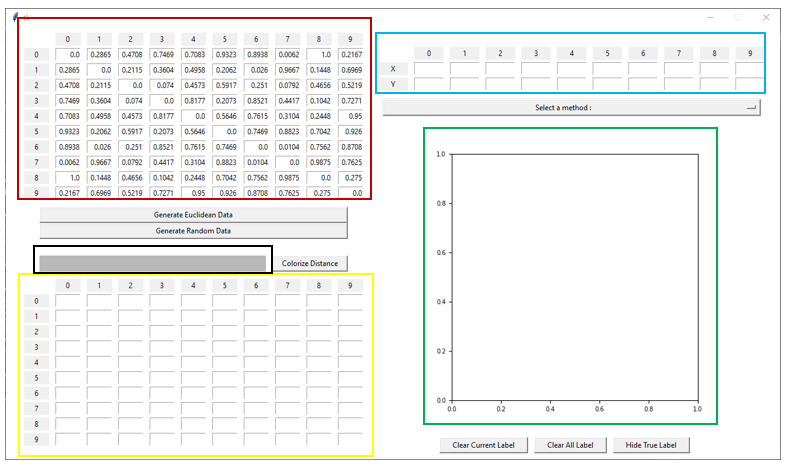 0 1 2 3 4 5 6 7 8 9
0 0.0 0.2865 0.4708 0.7469 0.7083 0.9323 0.8938 0.0062 1.0 0.2167
1 0.2865 0.0 0.2115 0.3604 0.4958 0.2062 0.026 0.9667 0.1448 0.6969
2 0.4708 0.2115 0.0 0.074 0.4573 0.5917 0.251 0.0792 0.4656 0.5219
3 0.7469 0.3604 0.074 0.0 0.8177 0.2073 0.8521 0.4417 0.1042 0.7271
4 0.7083 0.4958 0.4573 0.8177 0.0 0.5646 0.7615 0.3104 0.2448 0.95
5 0.9323 0.2062 0.5917 0.2073 0.5646 0.0 0.7469 0.8823 0.7042 0.926
6 0.8938 0.026 0.251 0.8521 0.7615 0.7469 0.0 0.0104 0.7562 0.8708
7 0.0062 0.9667 0.0792 0.4417 0.3104 0.8823 0.0104 0.0 0.9875 0.7625
8 1.0 0.1448 0.4656 0.1042 0.2448 0.7042 0.7562 0.9875 0.0 0.275
9 0.2167 0.6969 0.5219 0.7271 0.95 0.926 0.8708 0.7625 0.275 0.0
Generate Euclidean Data
Generate Random Data
Colorize Distance
0 1 2 3 4 5 6 7 8 9
0
1
2
3
4
5
6
7
8
9
0 1 2 3 4 5 6 7 8 9
X
Y
Select a method :
1.0
0.8
0.6
0.4
0.2
0.0
0.0 0.2 0.4 0.6 0.8 1.0
Clear Current Label Clear All Label Hide True Label